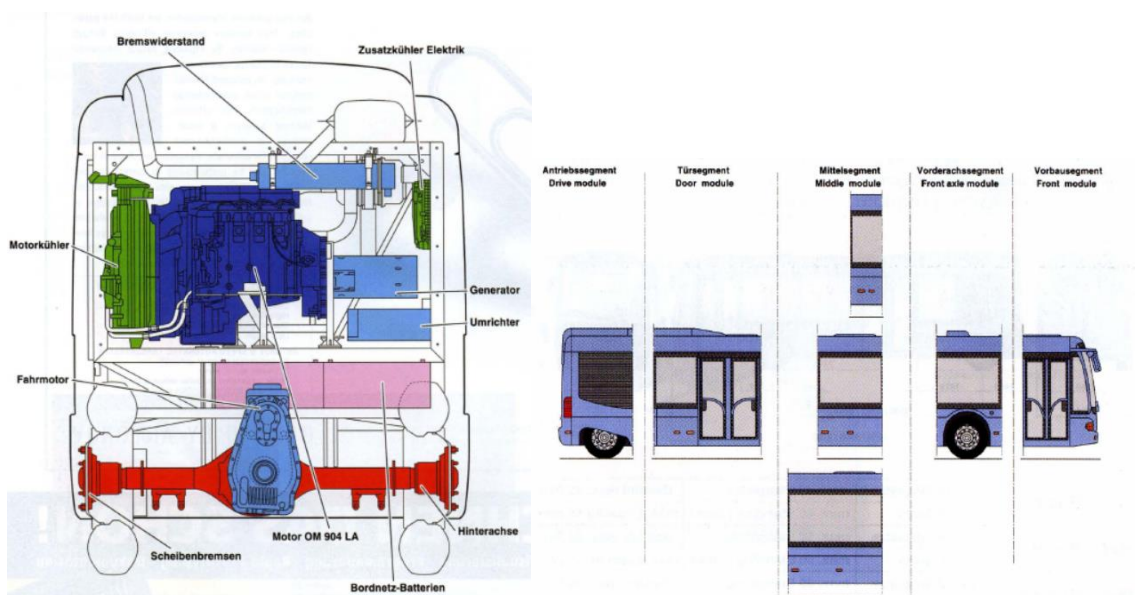 Bremswiderstand
Zusatzkühler Elektrik
Motorkühler
Generator
Umrichter
Fahrmotor
Hinterachse
Motor OM 904 LA
Scheibenbremsen
Bordnetz-Batterien
Antriebssegment
Drive module
Türsegment
Door module
Mittelsegment
Middle module
Vorderachssegment
Front axle module
Vorbausegment
Front module